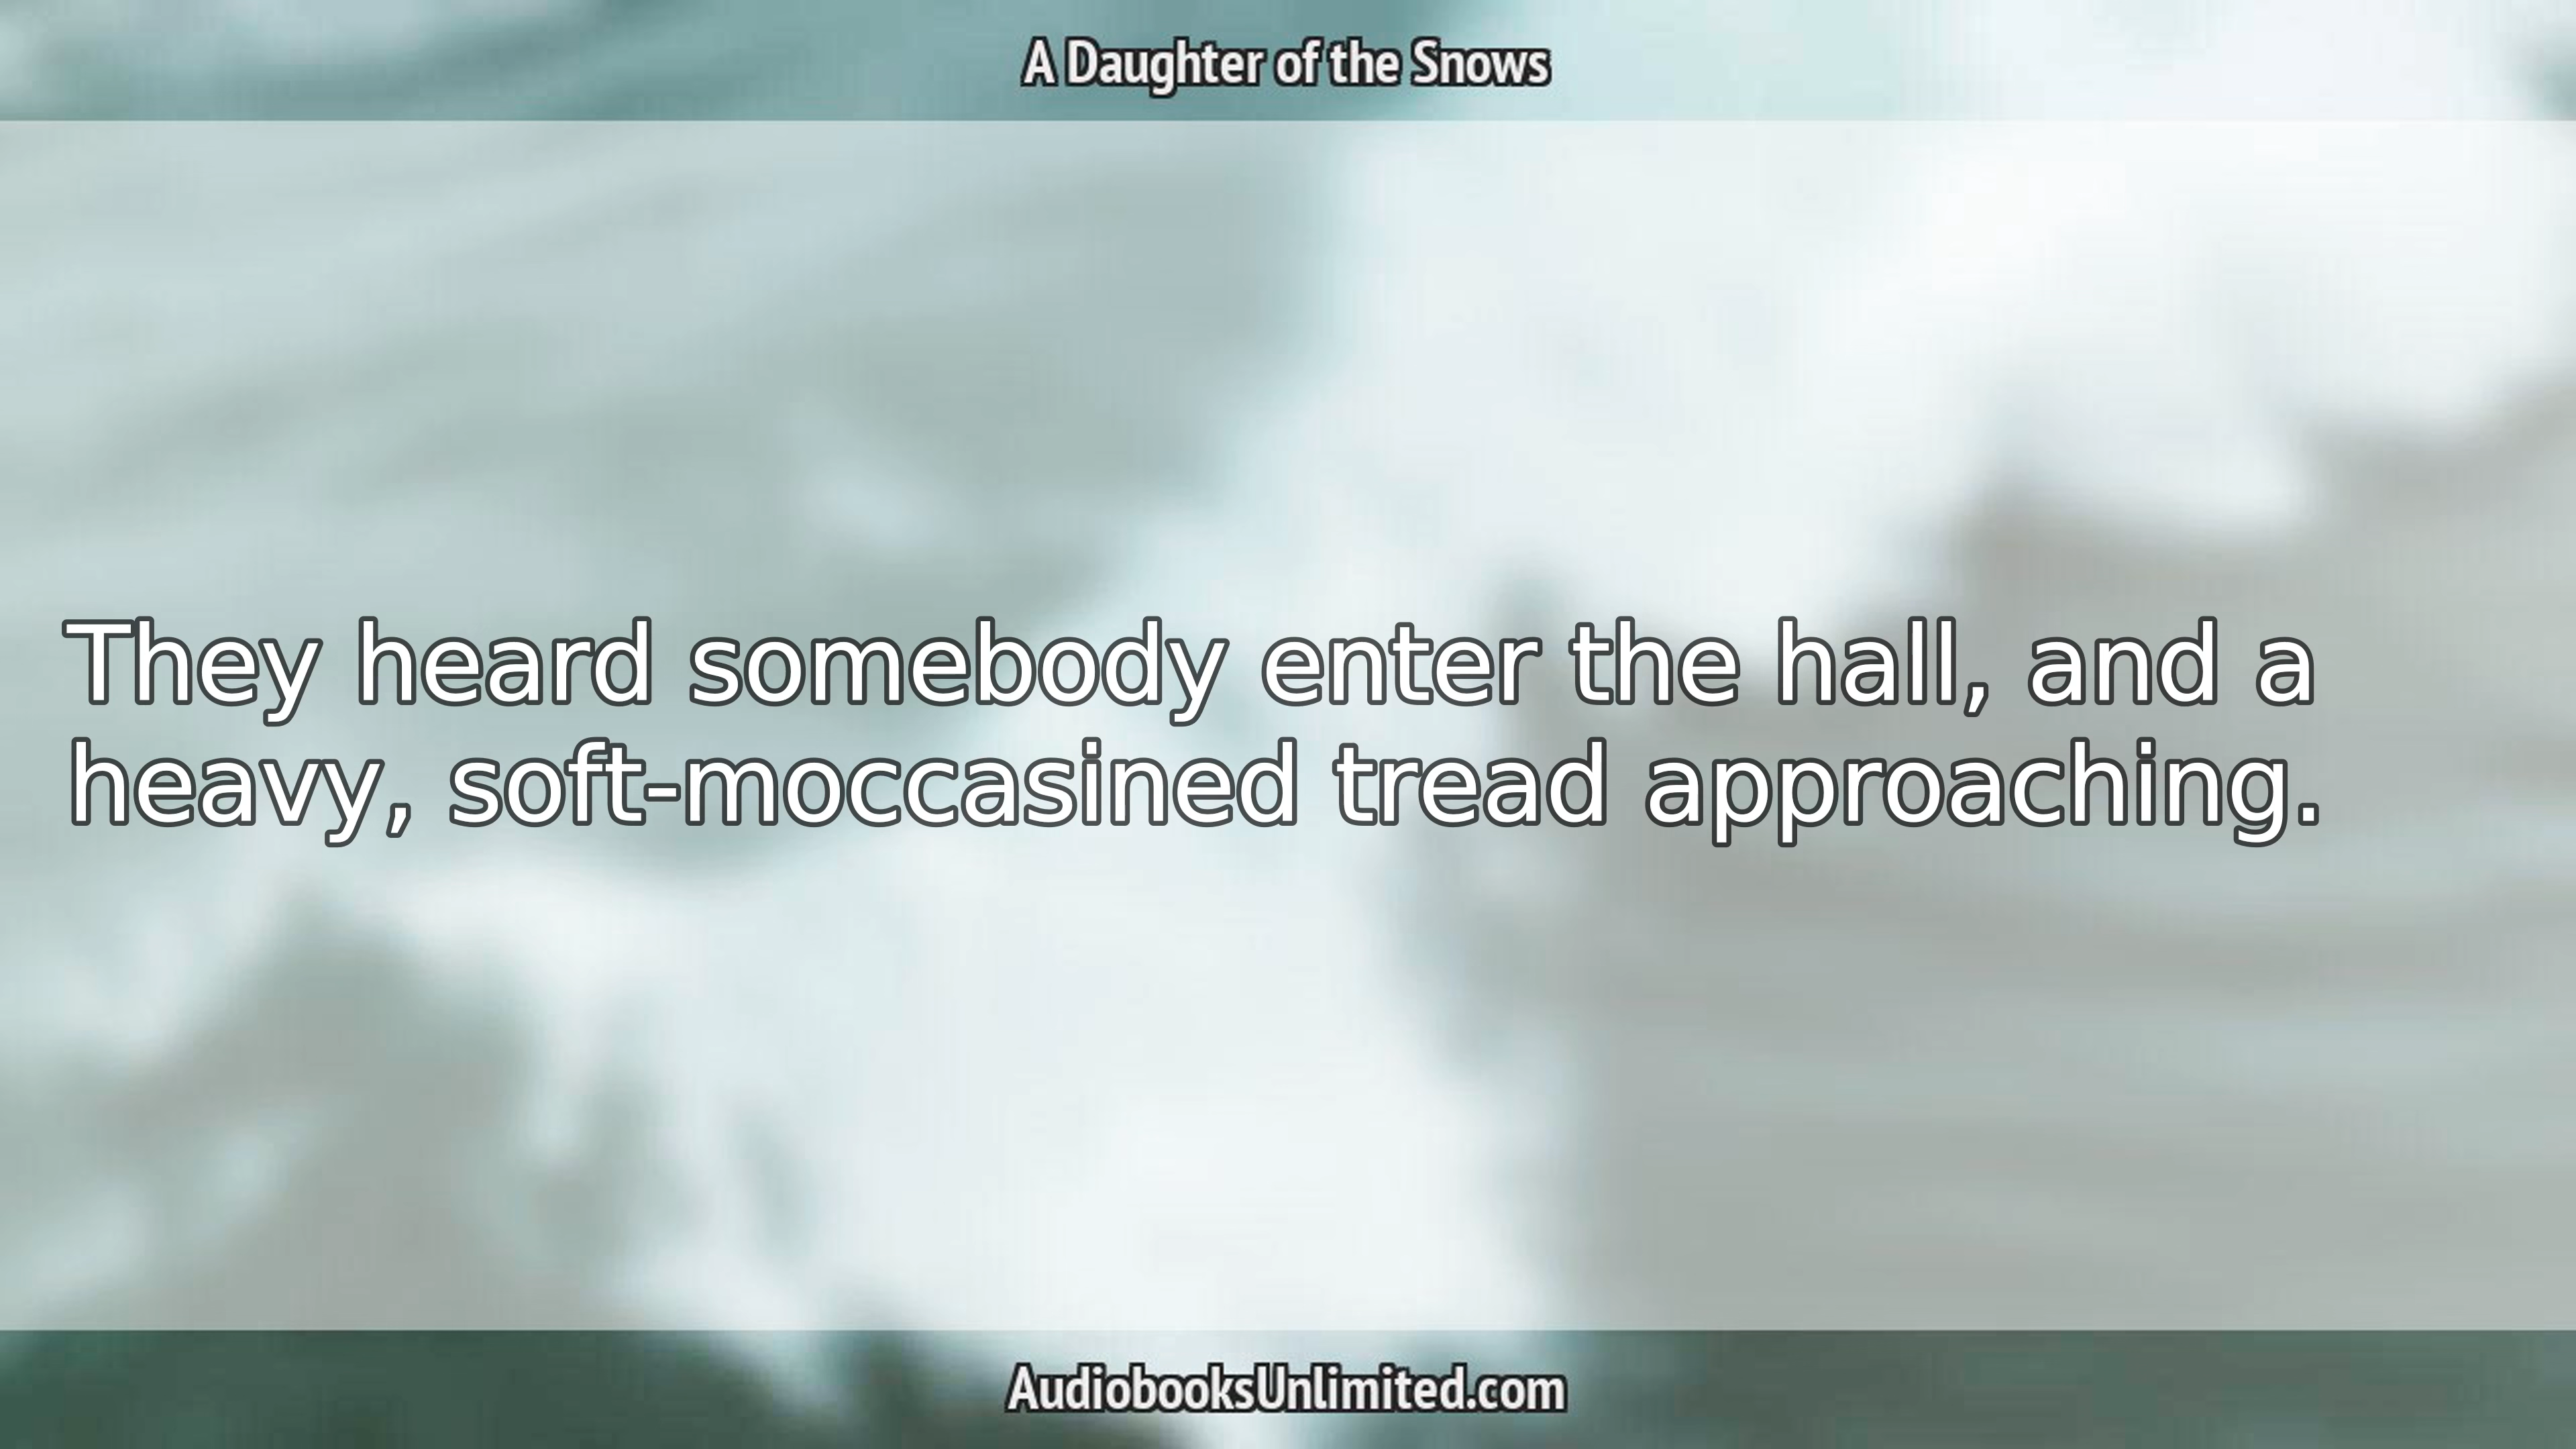 A Daughter of the Snows
They heard somebody enter the hall, and a
heavy, soft-moccasined tread approaching.
AudiobooksUnlimited.com